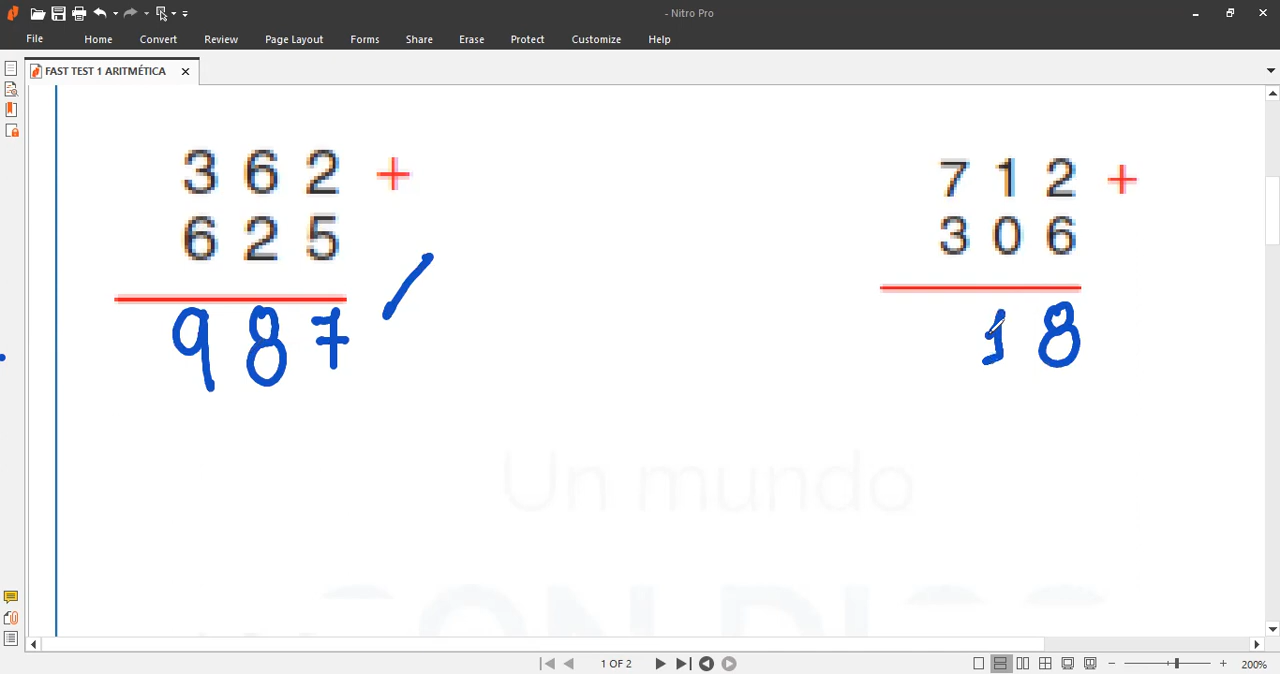 - Nitro Pro
File Home Convert Review Page Layout Forms Share Erase Protect Customize Help
FAST TEST 1 ARITMÉTICA
3 6 2 +
6 2 5
9 8 7
7 1 2 +
3 0 6
1 8
Un mundo
1 OF 2
200%